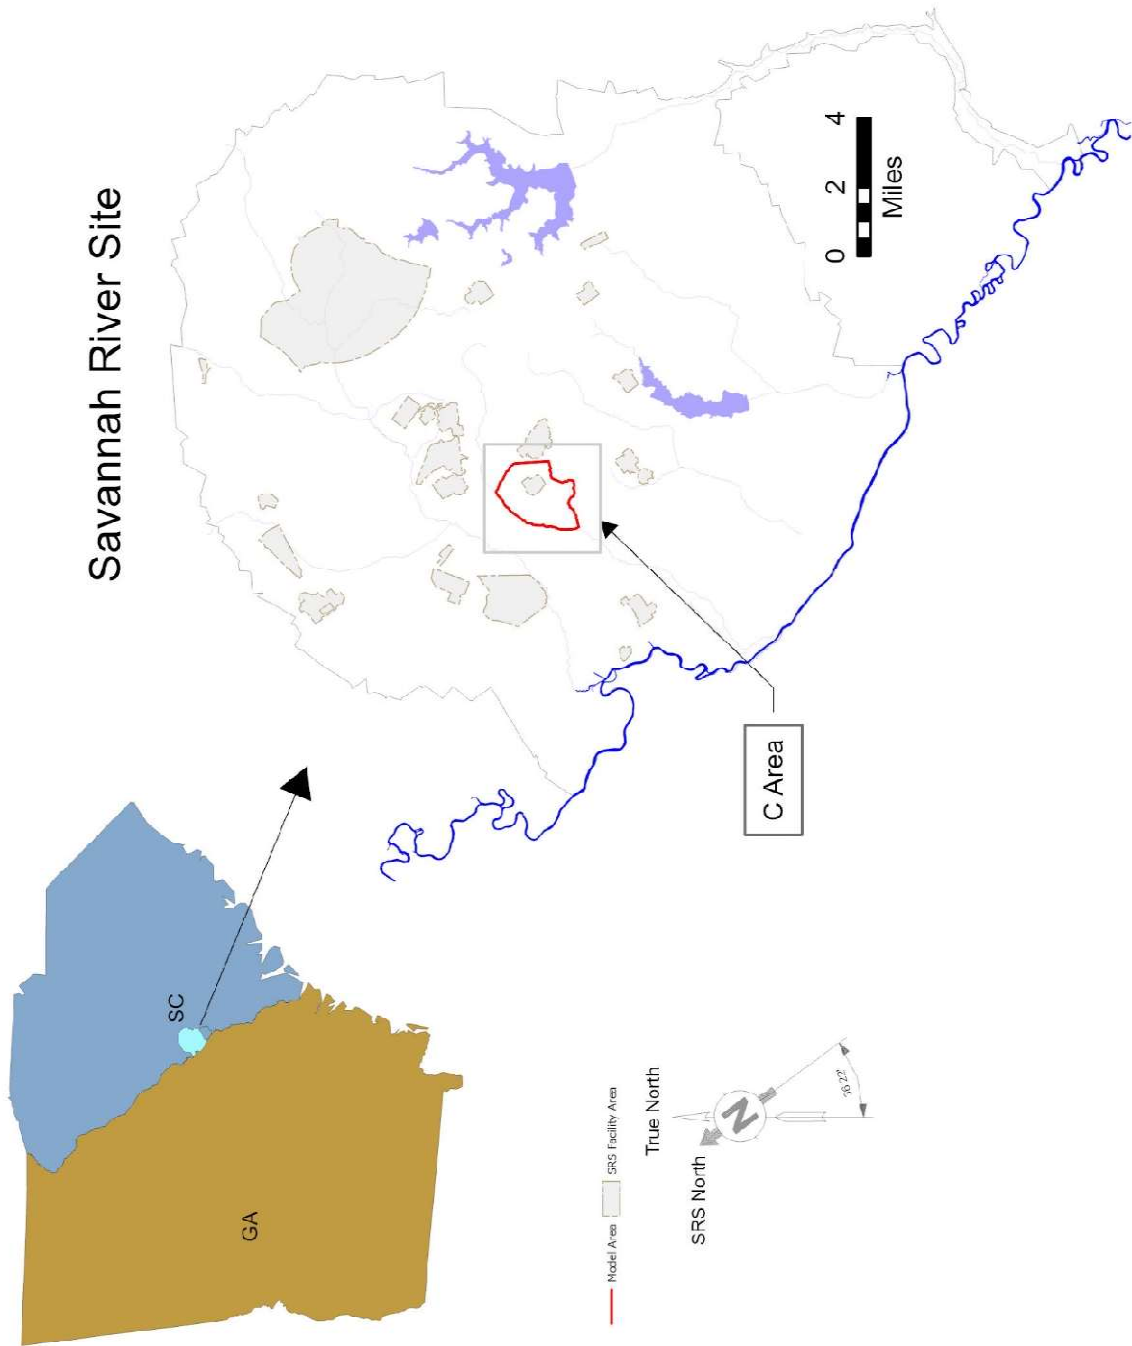 Savannah River Site
SC
GA
C Area
0 2 4
Miles
Model Area
SRS Facility Area
True North
SRS North
N